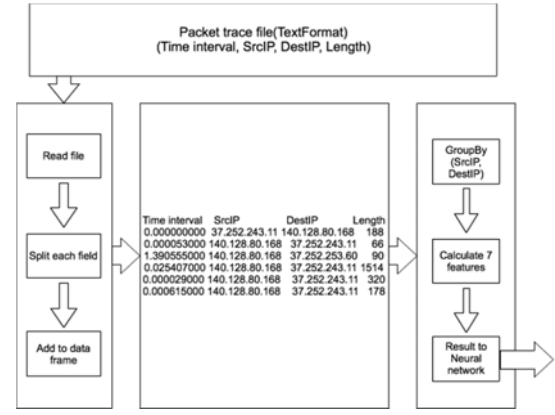 Packet trace file(TextFormat)
(Time interval, SrcIP, DestIP, Length)
Read file
Split each field
Add to data
frame
Time interval SrcIP DestIP Length
0.000000000 37.252.243.11 140.128.80.168 188
0.000053000 140.128.80.168 37.252.243.11 66
1.390555000 140.128.80.168 37.252.253.60 90
0.025407000 140.128.80.168 37.252.243.11 1514
0.000029000 140.128.80.168 37.252.243.11 320
0.000615000 140.128.80.168 37.252.243.11 178
GroupBy
(SrcIP,
DestIP)
Calculate 7
features
Result to
Neural
network